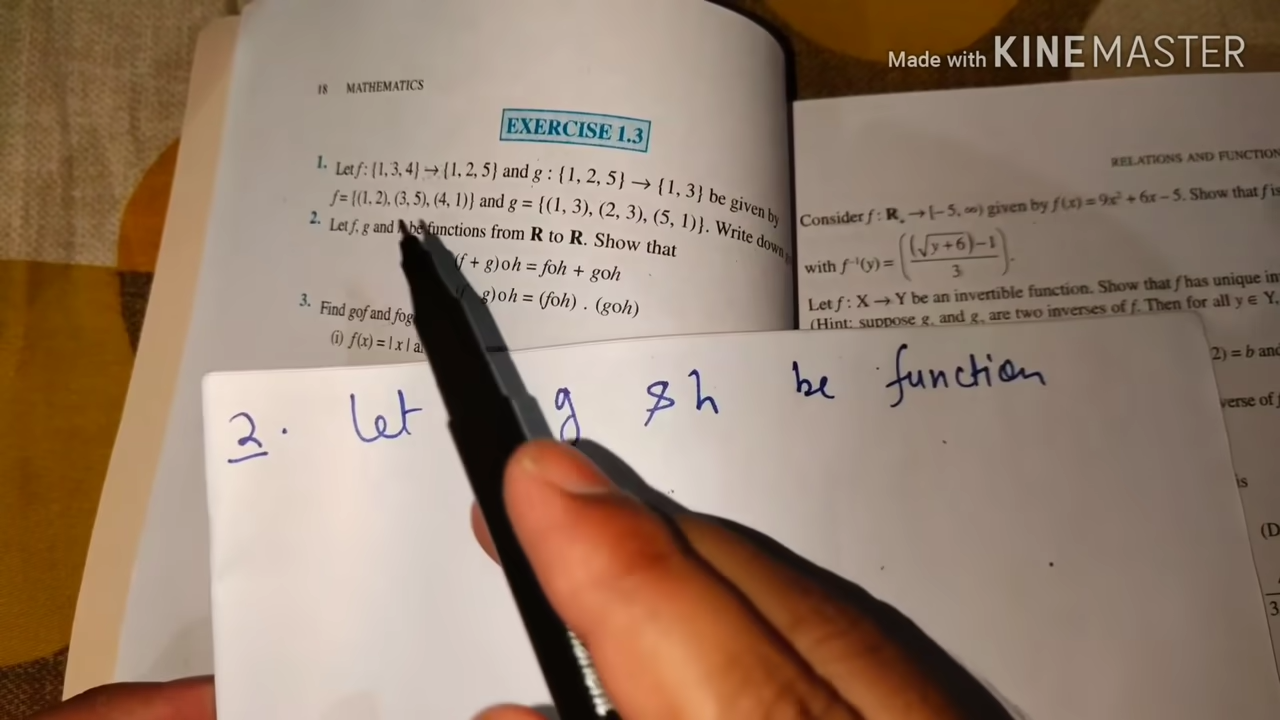 Made with KINEMASTER
18 MATHEMATICS
EXERCISE 1.3
1. Let f : {1, 3, 4} → {1, 2, 5} and g : {1, 2, 5} → {1, 3} be given by
f = {(1, 2), (3, 5), (4, 1)} and g = {(1, 3), (2, 3), (5, 1)}. Write down
2. Let f, g and be functions from R to R. Show that
(f + g)oh = foh + goh
g)oh = (foh) . (goh)
3. Find gof and fog
(i) f(x) = | x | a
RELATIONS AND FUNCTION
Consider f : R₊ → [– 5, ∞) given by f(x) = 9x² + 6x – 5. Show that f is
with f⁻¹(y) = ((√y + 6) – 1 / 3).
Let f : X → Y be an invertible function. Show that f has unique in
(Hint: suppose g₁ and g₂ are two inverses of f. Then for all y ∈ Y,
2) = b and
verse of f
is
(D
3
2. Let g & h be function